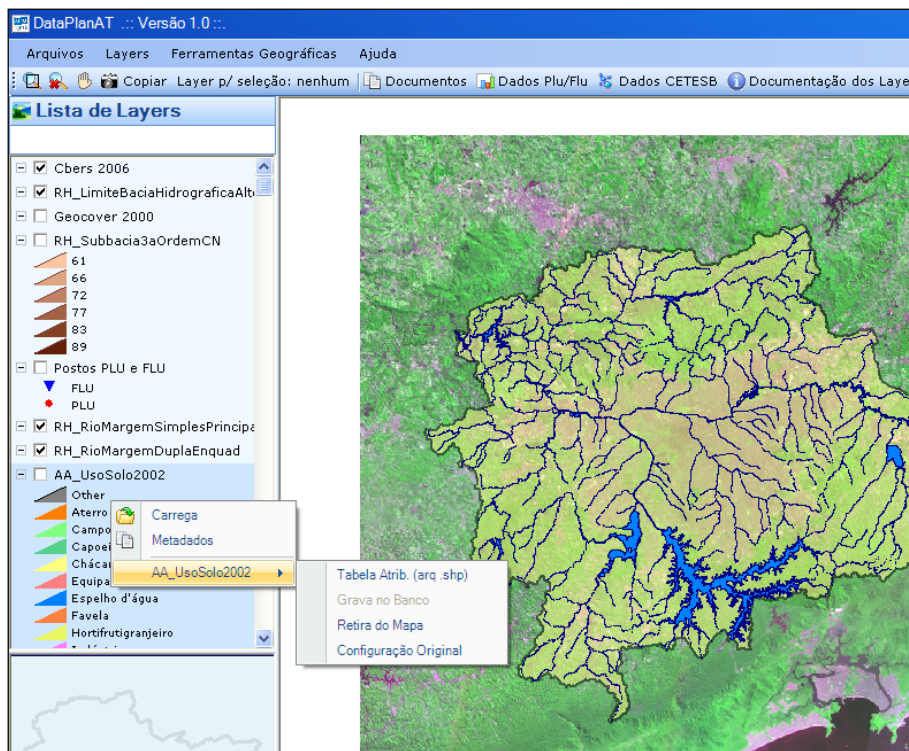 DataPlanAT .:: Versão 1.0 ::.
Arquivos Layers Ferramentas Geográficas Ajuda
Copiar Layer p/ seleção: nenhum Documentos Dados Plu/Flu Dados CETESB Documentação dos Laye
Lista de Layers
Cbers 2006
RH_LimiteBaciaHidrograficaAlt
Geocover 2000
RH_Subbacia3aOrdemCN
61
66
72
77
83
89
Postos PLU e FLU
FLU
PLU
RH_RioMargemSimplesPrincipa
RH_RioMargemDuplaEnquad
AA_UsoSolo2002
Other
Aterro
Campo
Capoei
Chácar
Equipa
Espelho d'água
Favela
Hortifrutigranjeiro
Carrega
Metadados
AA_UsoSolo2002
Tabela Atrib. (arq .shp)
Grava no Banco
Retira do Mapa
Configuração Original